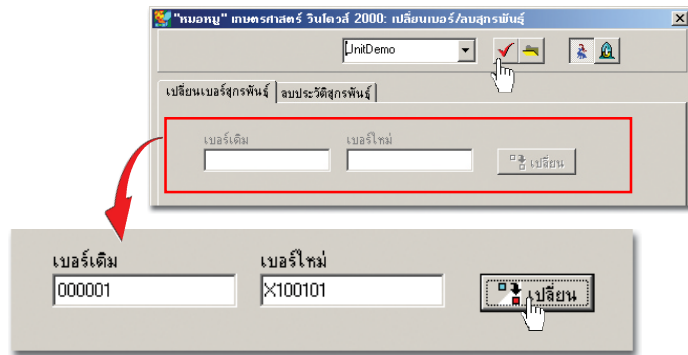 "หมอหมู" เกษตรศาสตร์ วินโดวส์ 2000: เปลี่ยนเบอร์/ลบสุกรพันธุ์
UnitDemo
เปลี่ยนเบอร์สุกรพันธุ์ ลบประวัติสุกรพันธุ์
เบอร์เดิม เบอร์ใหม่
เปลี่ยน
เบอร์เดิม เบอร์ใหม่
000001 X100101 เปลี่ยน